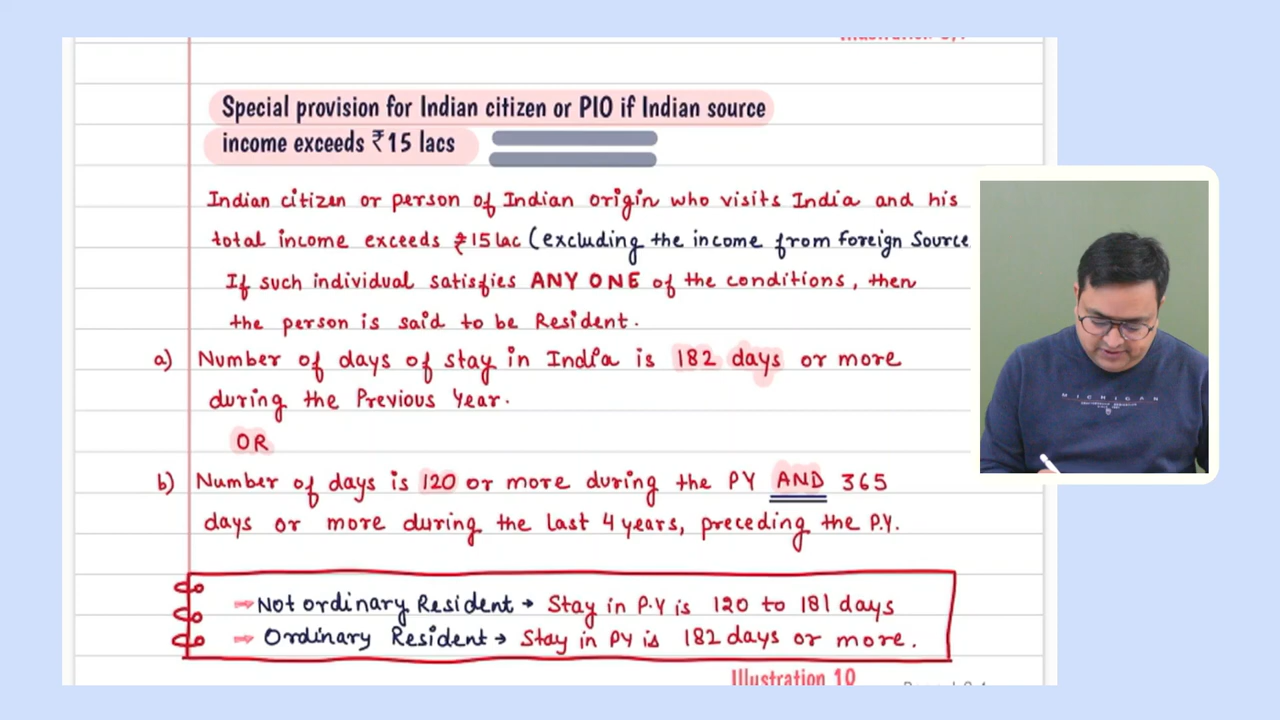 Special provision for Indian citizen or PIO if Indian source
income exceeds ₹15 lacs
Indian citizen or person of Indian origin who visits India and his
total income exceeds ₹15 lac (excluding the income from foreign Source
If such individual satisfies ANY ONE of the conditions, then
the person is said to be Resident.
a) Number of days of stay in India is 182 days or more
during the Previous Year.
OR
b) Number of days is 120 or more during the PY AND 365
days or more during the last 4 years, preceding the P.Y.
→ Not ordinary Resident → Stay in P.Y is 120 to 181 days
→ Ordinary Resident → Stay in PY is 182 days or more.
Illustration 10
MICHIGAN